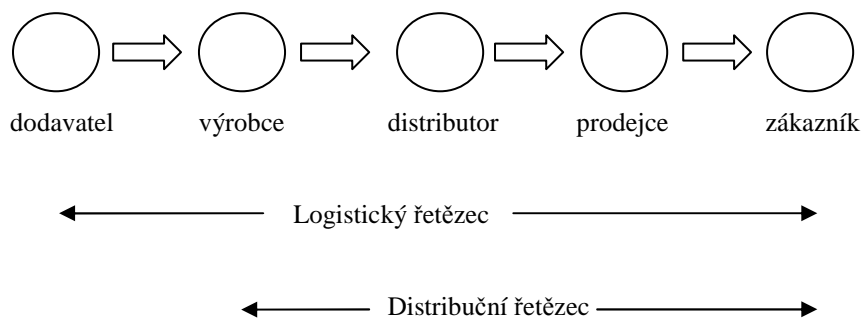 dodavatel výrobce distributor prodejce zákazník
Logistický řetězec
Distribuční řetězec